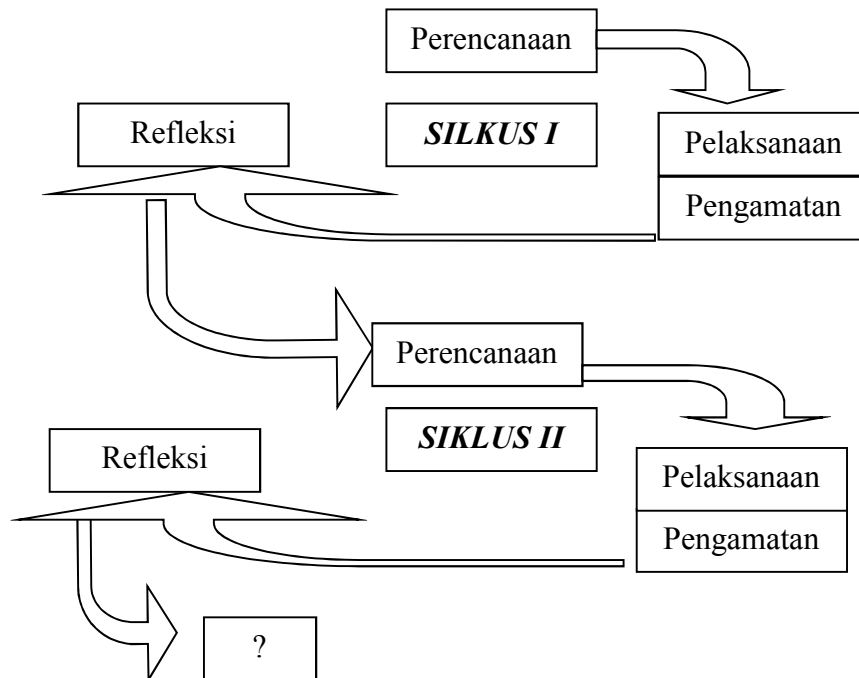 Perencanaan
Refleksi
SILKUS I
Pelaksanaan
Pengamatan
Perencanaan
SIKLUS II
Refleksi
Pelaksanaan
Pengamatan
?